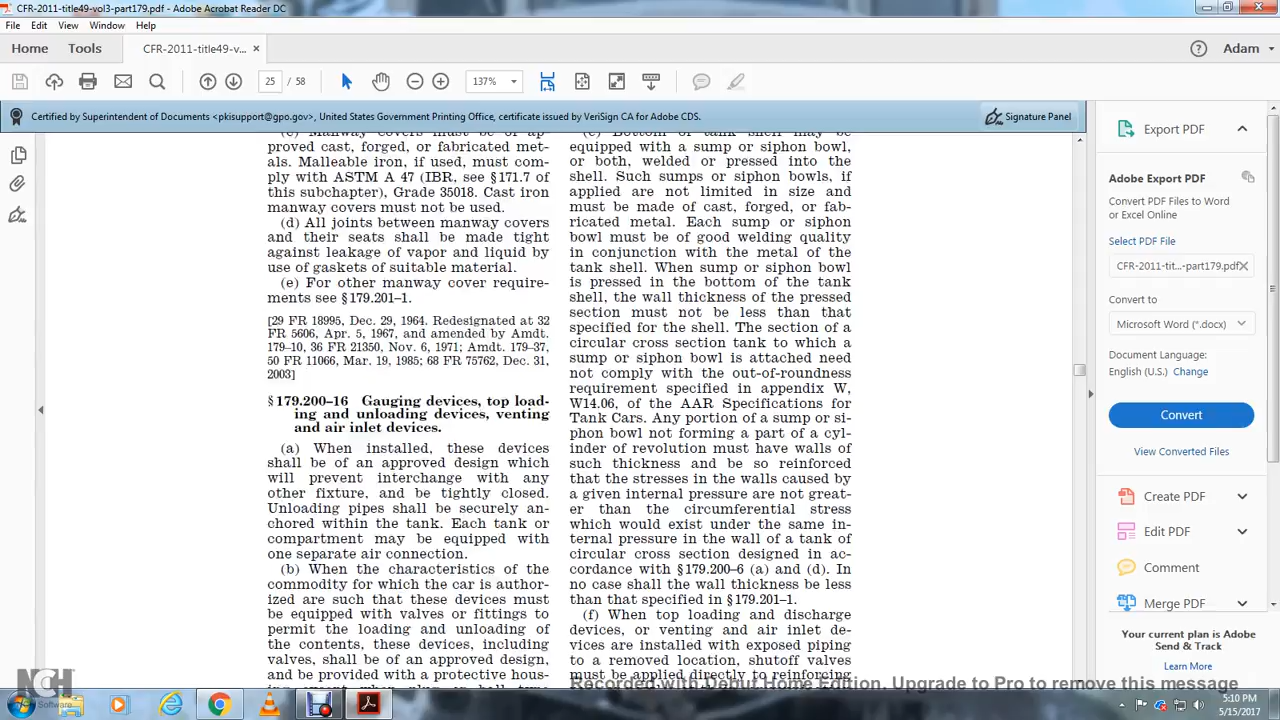 CFR-2011-title49-vol3-part179.pdf - Adobe Acrobat Reader DC
File Edit View Window Help
Home Tools CFR-2011-title49-v... × Adam
25 / 58 137%
Certified by Superintendent of Documents <pkisupport@gpo.gov>, United States Government Printing Office, certificate issued by VeriSign CA for Adobe CDS. Signature Panel
(c) Manway covers must be of ap-
proved cast, forged, or fabricated met-
als. Malleable iron, if used, must com-
ply with ASTM A 47 (IBR, see § 171.7 of
this subchapter), Grade 35018. Cast iron
manway covers must not be used.
(d) All joints between manway covers
and their seats shall be made tight
against leakage of vapor and liquid by
use of gaskets of suitable material.
(e) For other manway cover require-
ments see § 179.201–1.
[29 FR 18995, Dec. 29, 1964. Redesignated at 32
FR 5606, Apr. 5, 1967, and amended by Amdt.
179–10, 36 FR 21350, Nov. 6, 1971; Amdt. 179–37,
50 FR 11066, Mar. 19, 1985; 68 FR 75762, Dec. 31,
2003]
§ 179.200–16 Gauging devices, top load-
ing and unloading devices, venting
and air inlet devices.
(a) When installed, these devices
shall be of an approved design which
will prevent interchange with any
other fixture, and be tightly closed.
Unloading pipes shall be securely an-
chored within the tank. Each tank or
compartment may be equipped with
one separate air connection.
(b) When the characteristics of the
commodity for which the car is author-
ized are such that these devices must
be equipped with valves or fittings to
permit the loading and unloading of
the contents, these devices, including
valves, shall be of an approved design,
and be provided with a protective hous-
(e) Bottom of tank shell may be
equipped with a sump or siphon bowl,
or both, welded or pressed into the
shell. Such sumps or siphon bowls, if
applied are not limited in size and
must be made of cast, forged, or fab-
ricated metal. Each sump or siphon
bowl must be of good welding quality
in conjunction with the metal of the
tank shell. When sump or siphon bowl
is pressed in the bottom of the tank
shell, the wall thickness of the pressed
section must not be less than that
specified for the shell. The section of a
circular cross section tank to which a
sump or siphon bowl is attached need
not comply with the out-of-roundness
requirement specified in appendix W,
W14.06, of the AAR Specifications for
Tank Cars. Any portion of a sump or si-
phon bowl not forming a part of a cyl-
inder of revolution must have walls of
such thickness and be so reinforced
that the stresses in the walls caused by
a given internal pressure are not great-
er than the circumferential stress
which would exist under the same in-
ternal pressure in the wall of a tank of
circular cross section designed in ac-
cordance with § 179.200–6 (a) and (d). In
no case shall the wall thickness be less
than that specified in § 179.201–1.
(f) When top loading and discharge
devices, or venting and air inlet de-
vices are installed with exposed piping
to a removed location, shutoff valves
must be applied directly to reinforcing
Export PDF
Adobe Export PDF
Convert PDF Files to Word
or Excel Online
Select PDF File
CFR-2011-tit...-part179.pdf ×
Convert to
Microsoft Word (*.docx)
Document Language:
English (U.S.) Change
Convert
View Converted Files
Create PDF
Edit PDF
Comment
Merge PDF
Your current plan is Adobe
Send & Track
Learn More
Recorded with Debut Home Edition. Upgrade to Pro to remove this message
NCH
Software
5:10 PM
5/15/2017